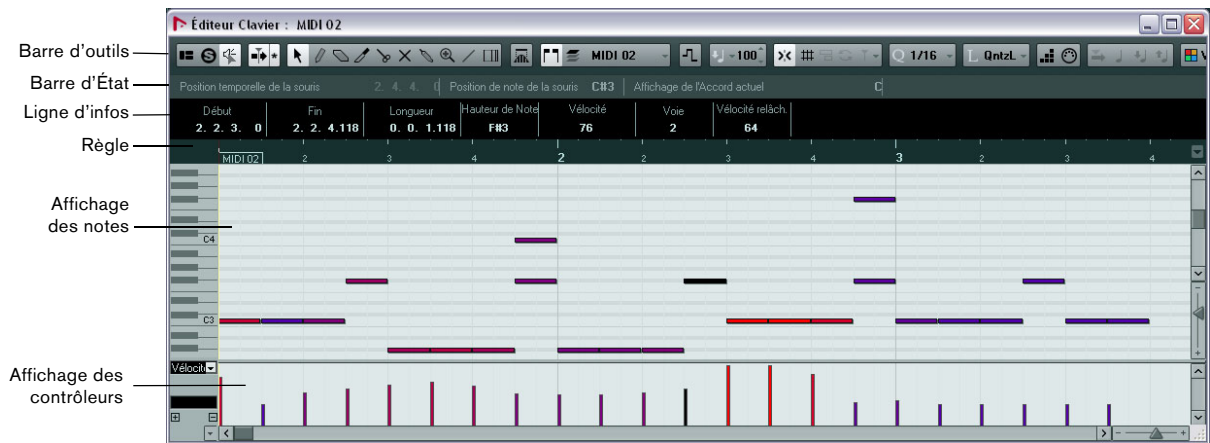 Éditeur Clavier : MIDI 02
Barre d'outils
MIDI 02
100
Q 1/16
L QntzL
Barre d'État
Position temporelle de la souris 2. 4. 4. 0 Position de note de la souris C#3 Affichage de l'Accord actuel C
Ligne d'infos
Début Fin Longueur Hauteur de Note Vélocité Voie Vélocité relâch.
2. 2. 3. 0 2. 2. 4.118 0. 0. 1.118 F#3 76 2 64
Règle
MIDI 02 2 3 4 2 2 3 4 3 2 3 4
Affichage
des notes
C4
C3
Affichage des
contrôleurs